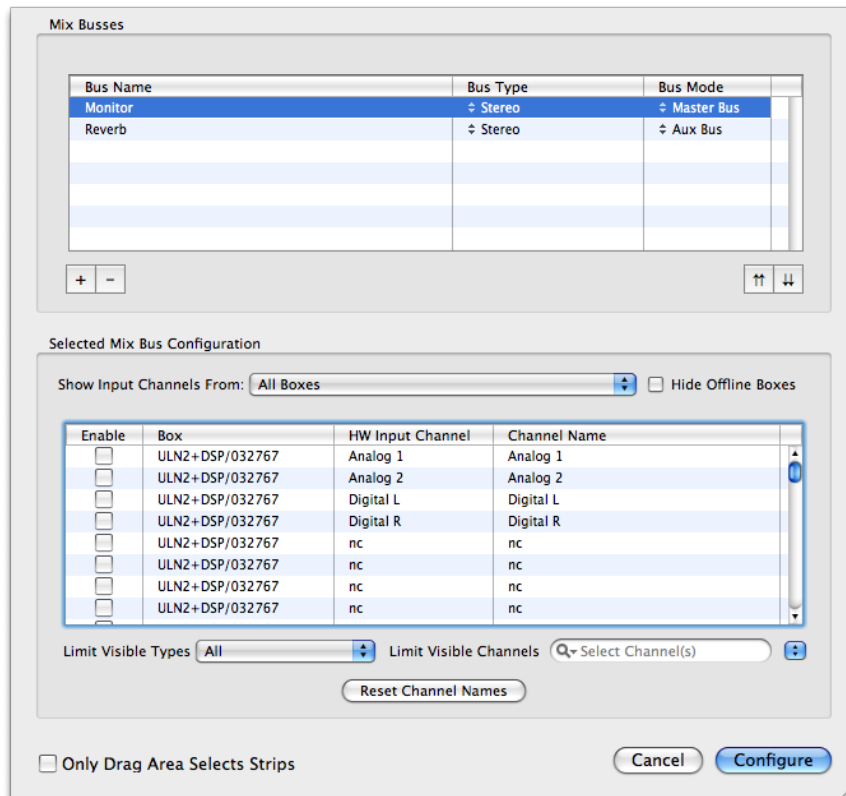 Mix Busses
Bus Name Bus Type Bus Mode
Monitor Stereo Master Bus
Reverb Stereo Aux Bus
+ -
Selected Mix Bus Configuration
Show Input Channels From: All Boxes Hide Offline Boxes
Enable Box HW Input Channel Channel Name
ULN2+DSP/032767 Analog 1 Analog 1
ULN2+DSP/032767 Analog 2 Analog 2
ULN2+DSP/032767 Digital L Digital L
ULN2+DSP/032767 Digital R Digital R
ULN2+DSP/032767 nc nc
ULN2+DSP/032767 nc nc
ULN2+DSP/032767 nc nc
ULN2+DSP/032767 nc nc
Limit Visible Types All Limit Visible Channels Select Channel(s)
Reset Channel Names
Only Drag Area Selects Strips Cancel Configure